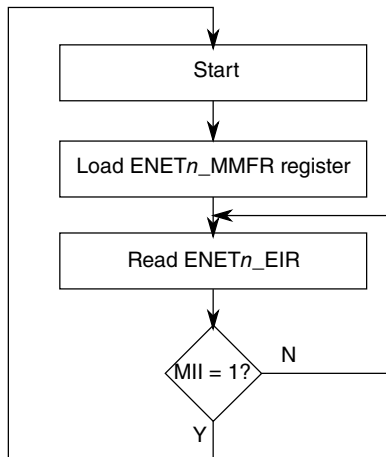 Start
Load ENETn_MMFR register
Read ENETn_EIR
MII = 1?
N
Y